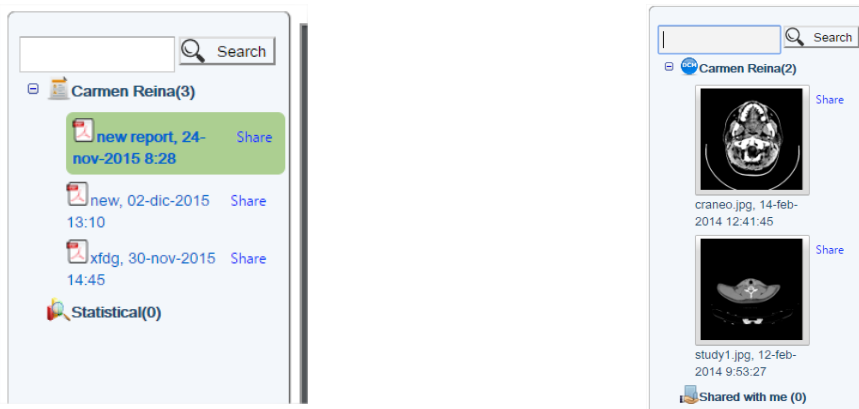 Search
Carmen Reina(3)
new report, 24-
nov-2015 8:28
Share
new, 02-dic-2015
13:10
Share
xfdg, 30-nov-2015
14:45
Share
Statistical(0)
Search
DCM
Carmen Reina(2)
Share
craneo.jpg, 14-feb-
2014 12:41:45
Share
study1.jpg, 12-feb-
2014 9:53:27
Shared with me (0)